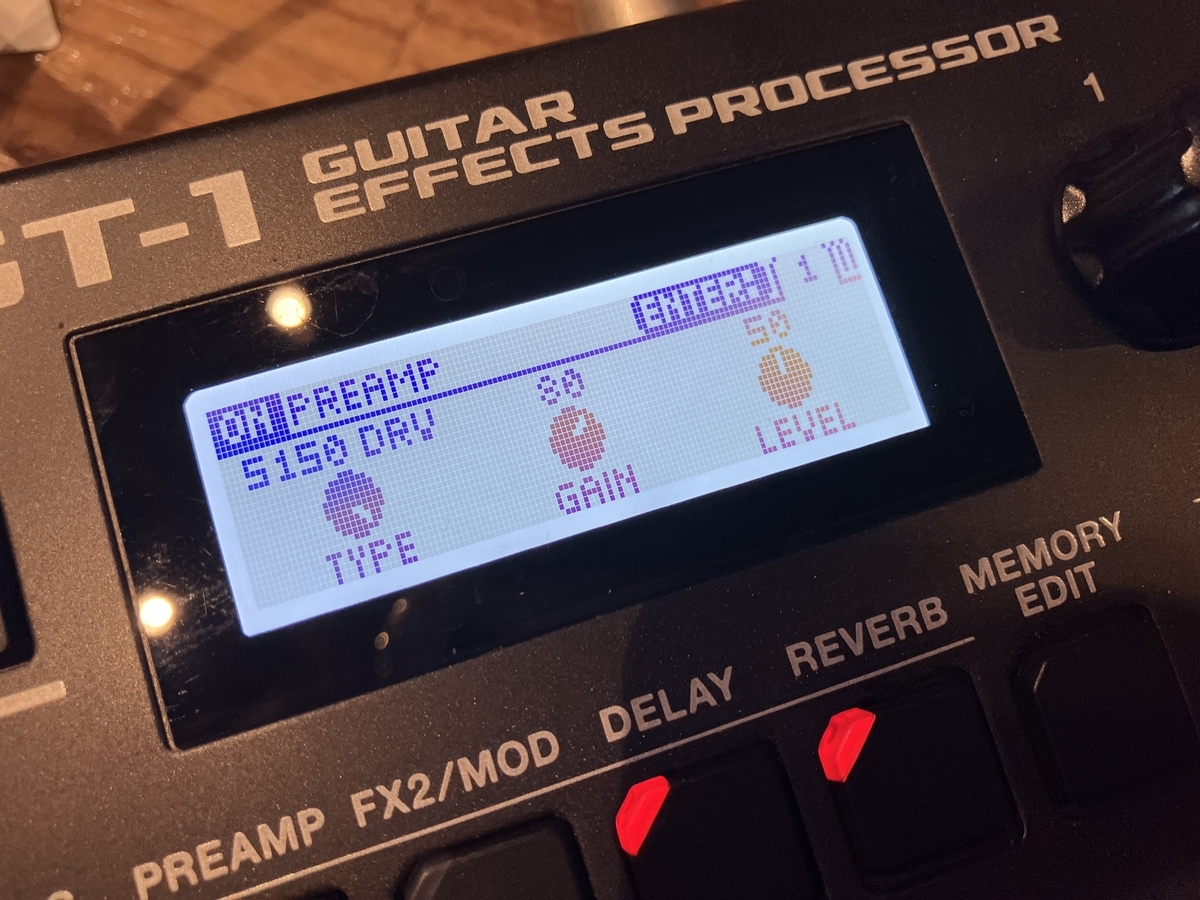 GT-1
GUITAR
EFFECTS PROCESSOR
1
ON PREAMP
[ENTER]
1
5150 DRV
80
50
TYPE
GAIN
LEVEL
PREAMP
FX2/MOD
DELAY
REVERB
MEMORY
EDIT